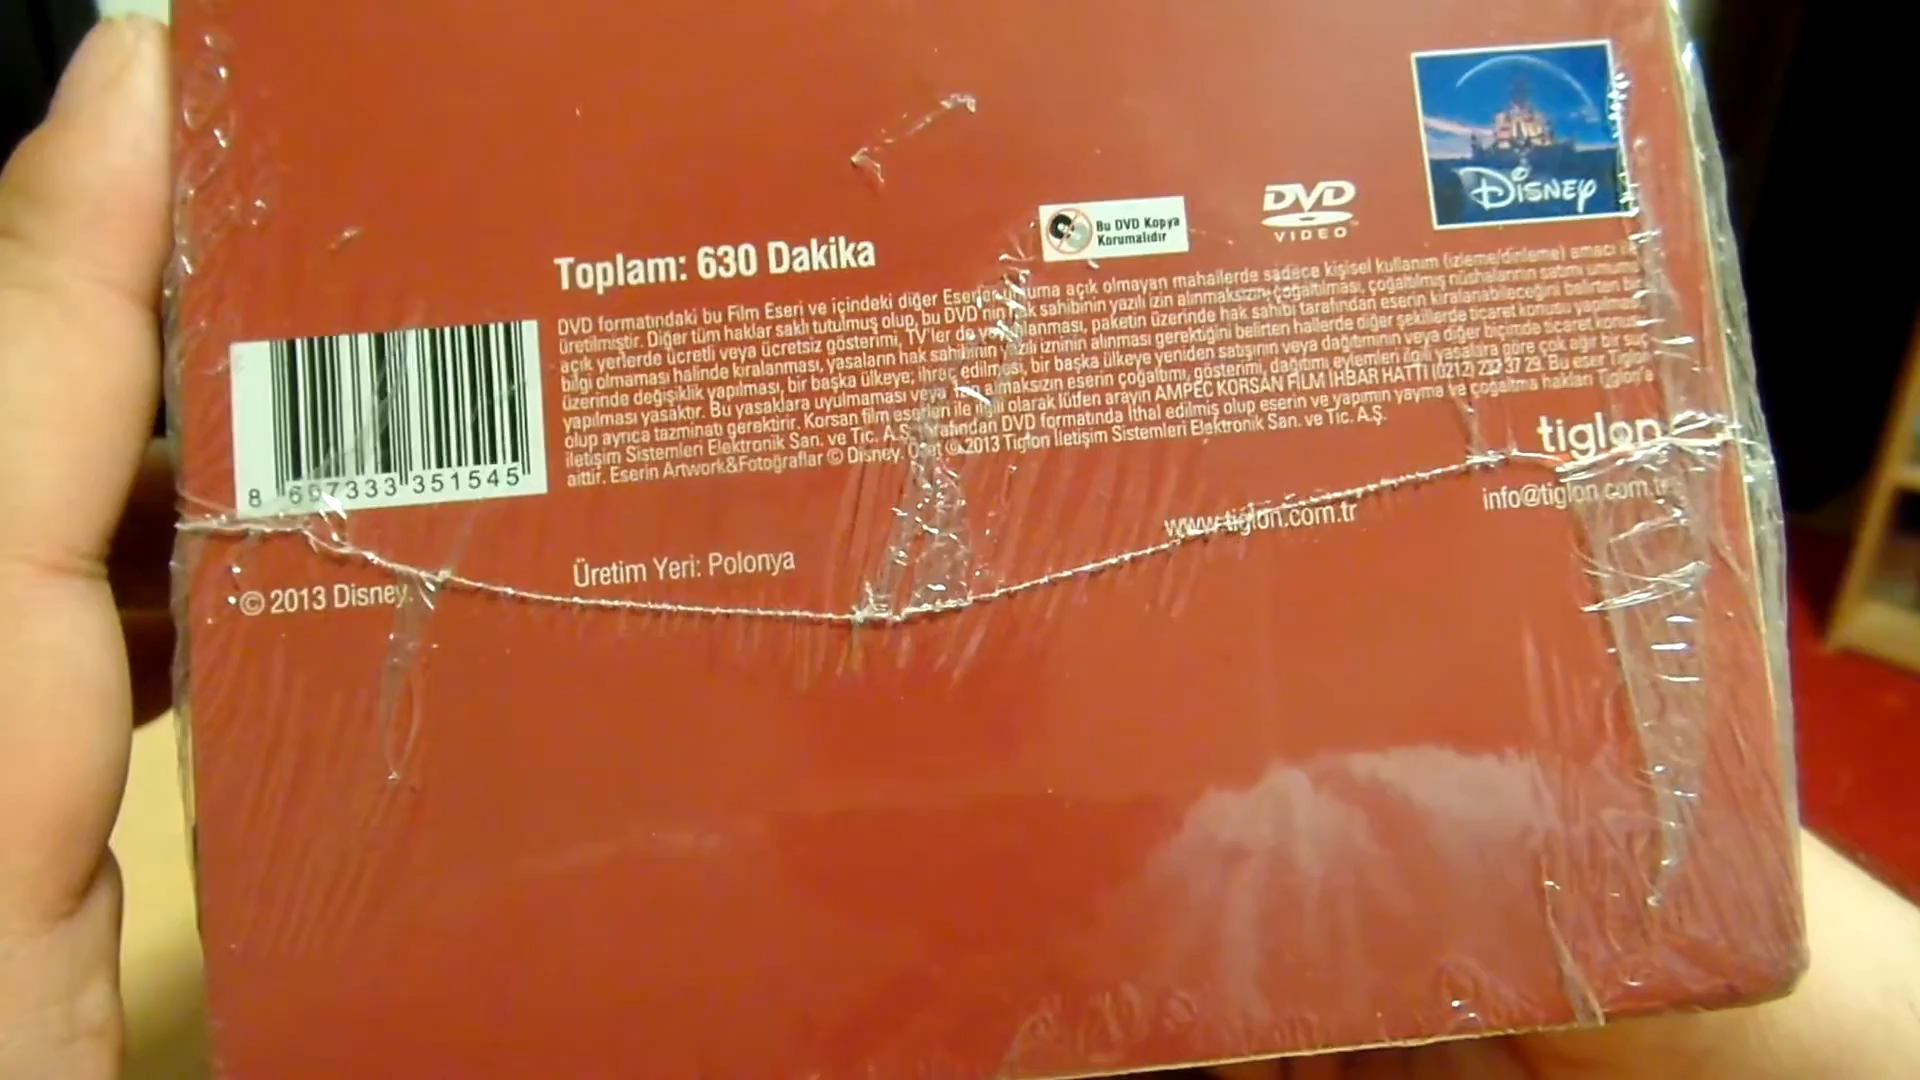 Disney
DVD
VIDEO
Bu DVD Kopya
Korumalıdır
Toplam: 630 Dakika
DVD formatındaki bu Film Eseri ve içindeki diğer Eserler açık olmayan mahallerde sadece kişisel kullanım (izleme/dinleme) amacı ile
üretilmiştir. Diğer tüm haklar saklı tutulmuş olup, bu DVD'nin hak sahibinin yazılı izin alınmaksızın çoğaltılması, çoğaltılmış nüshalarının satımı umuma
açık yerlerde ücretli veya ücretsiz gösterimi, TV'ler de paketin üzerinde hak sahibi tarafından eserin kiralanabileceğini belirten bir
bilgi olmaması halinde kiralanması, yasaların hak sahibinin yazılı izninin alınması gerektiğini belirten hallerde diğer şekillerde ticaret konusu yapılması
üzerinde değişiklik yapılması, bir başka ülkeye; ihraç edilmesi, bir başka ülkeye yeniden satışının veya dağıtımının veya diğer biçimde ticaret konusu
yapılması yasaktır. Bu yasaklara uyulmaması veya izin almaksızın eserin çoğaltımı, gösterimi, dağıtımı eylemleri ilgili yasalara göre çok ağır bir suç
olup ayrıca tazminatı gerektirir. Korsan film eserleri ile ilgili olarak lütfen arayın AMPEC KORSAN FİLM İHBAR HATTI (0212) 37 29. Bu eser Tiglon
İletişim Sistemleri Elektronik San. ve Tic. A.Ş. tarafından DVD formatında ithal edilmiş olup eserin ve yapımın yayma ve çoğaltma hakları Tiglon'a
aittir. Eserin Artwork&Fotoğraflar © Disney. © 2013 Tiglon İletişim Sistemleri Elektronik San. ve Tic. A.Ş.
8 697333 351545
tiglon
info@tiglon.com.tr
www.tiglon.com.tr
Üretim Yeri: Polonya
© 2013 Disney.